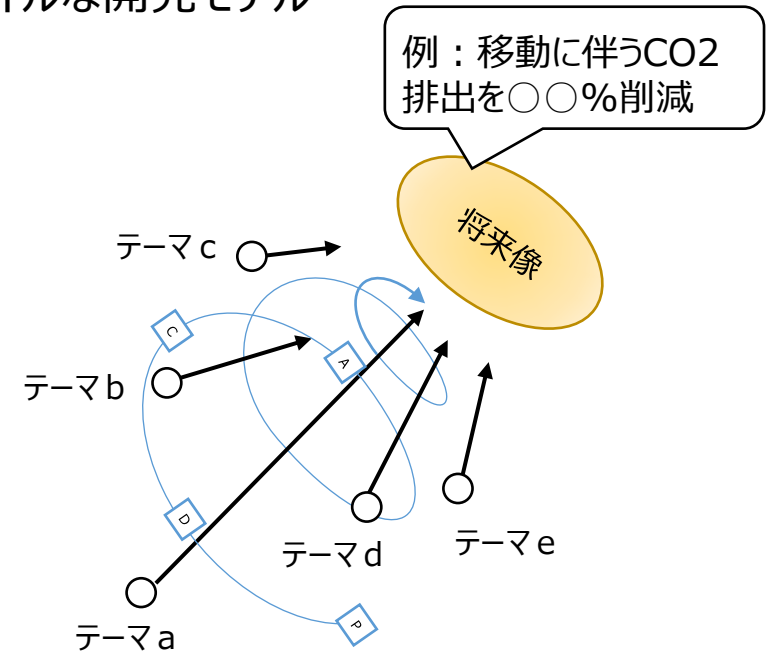 イルな開発モデル
例：移動に伴うCO2
排出を○○%削減
将来像
テーマc
C
A
テーマb
D
テーマd
テーマe
P
テーマa